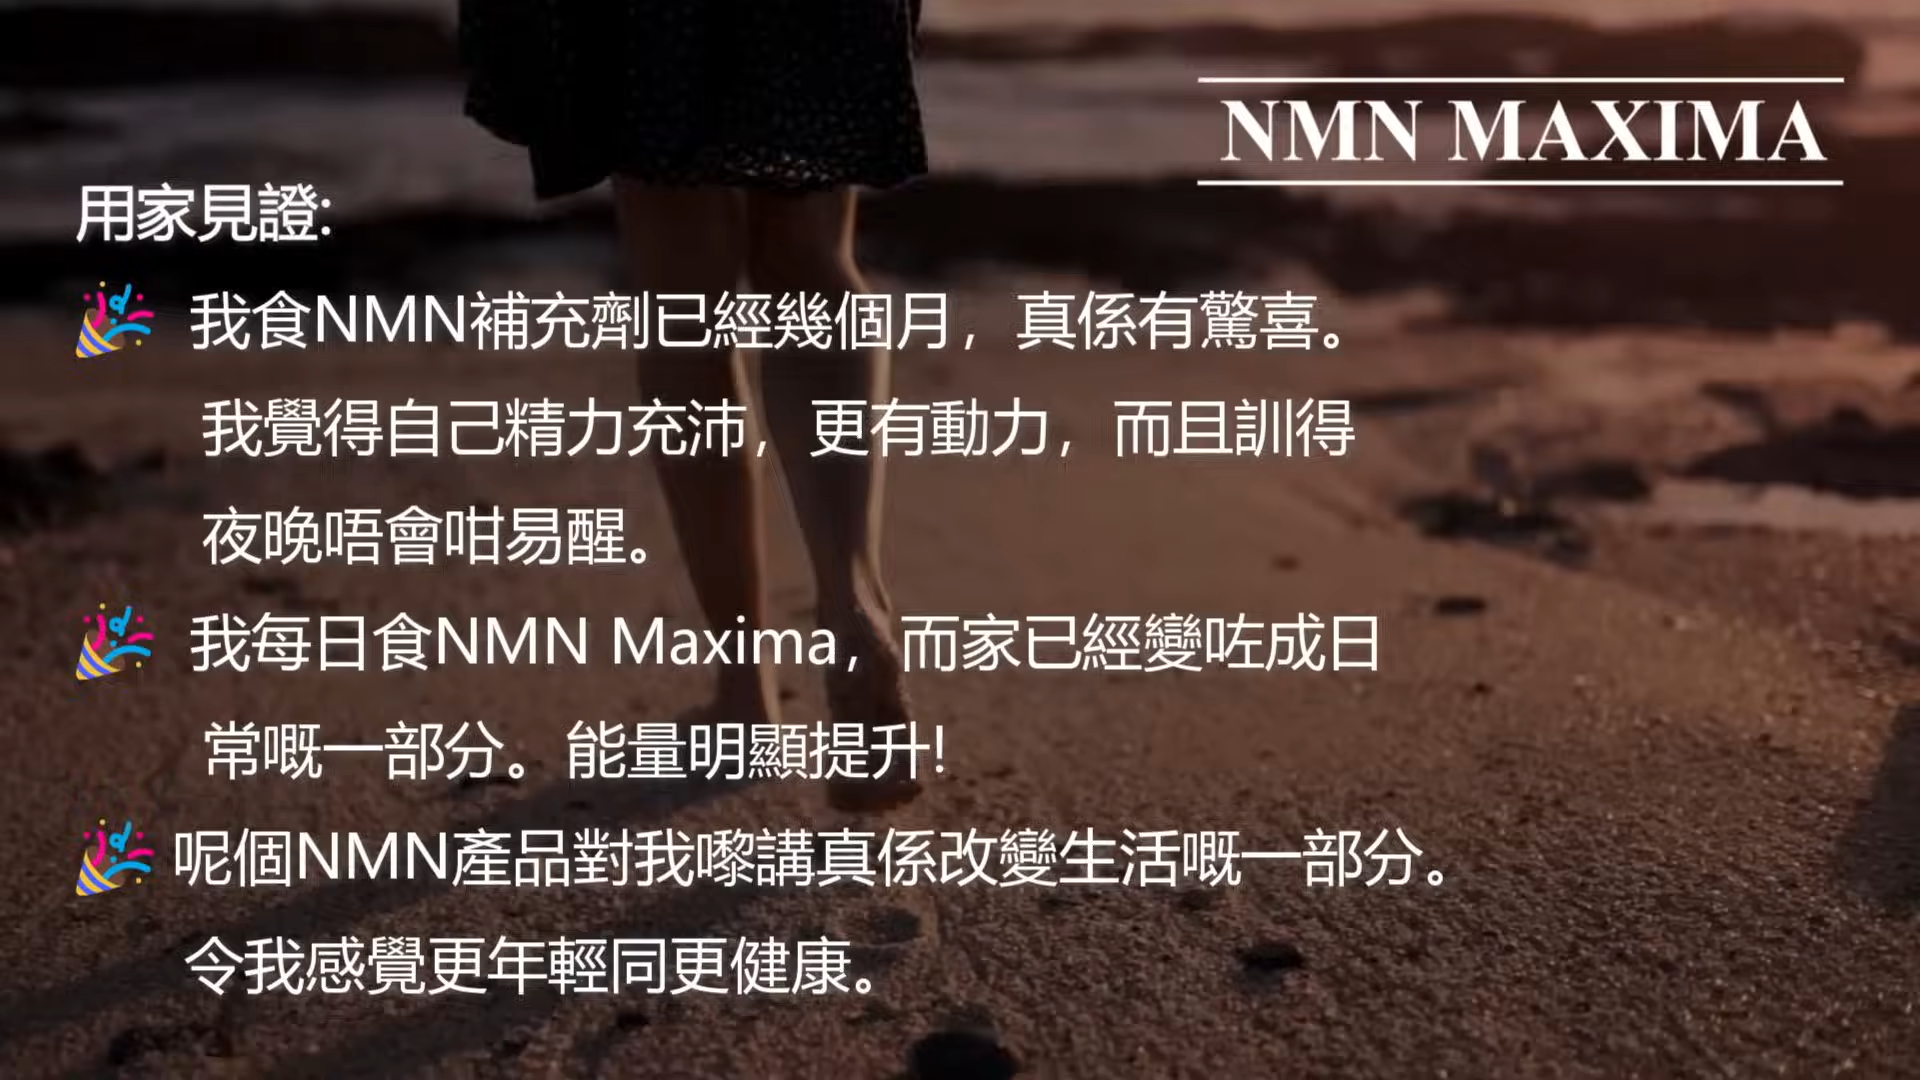 NMN MAXIMA
用家見證:
我食NMN補充劑已經幾個月，真係有驚喜。
我覺得自己精力充沛，更有動力，而且訓得
夜晚唔會咁易醒。
我每日食NMN Maxima，而家已經變咗成日
常嘅一部分。能量明顯提升!
呢個NMN產品對我嚟講真係改變生活嘅一部分。
令我感覺更年輕同更健康。